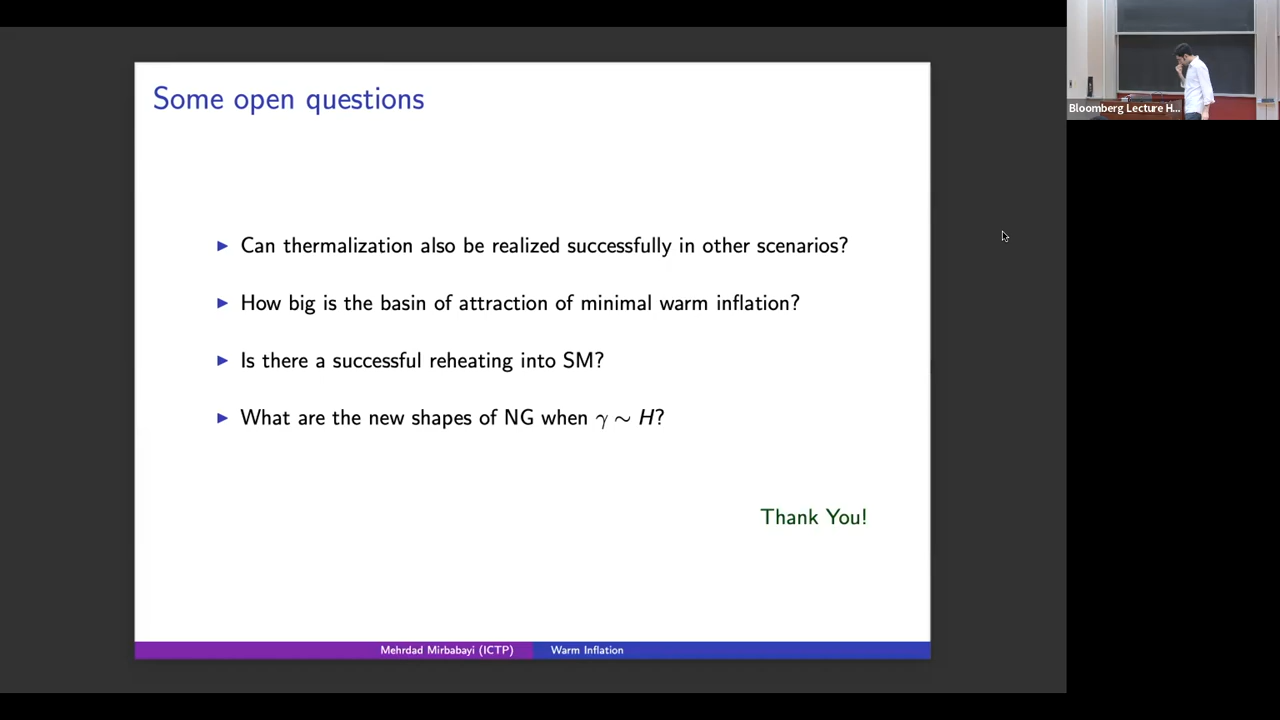 Some open questions
Can thermalization also be realized successfully in other scenarios?
How big is the basin of attraction of minimal warm inflation?
Is there a successful reheating into SM?
What are the new shapes of NG when γ ∼ H?
Thank You!
Mehrdad Mirbabayi (ICTP) Warm Inflation
Bloomberg Lecture H...